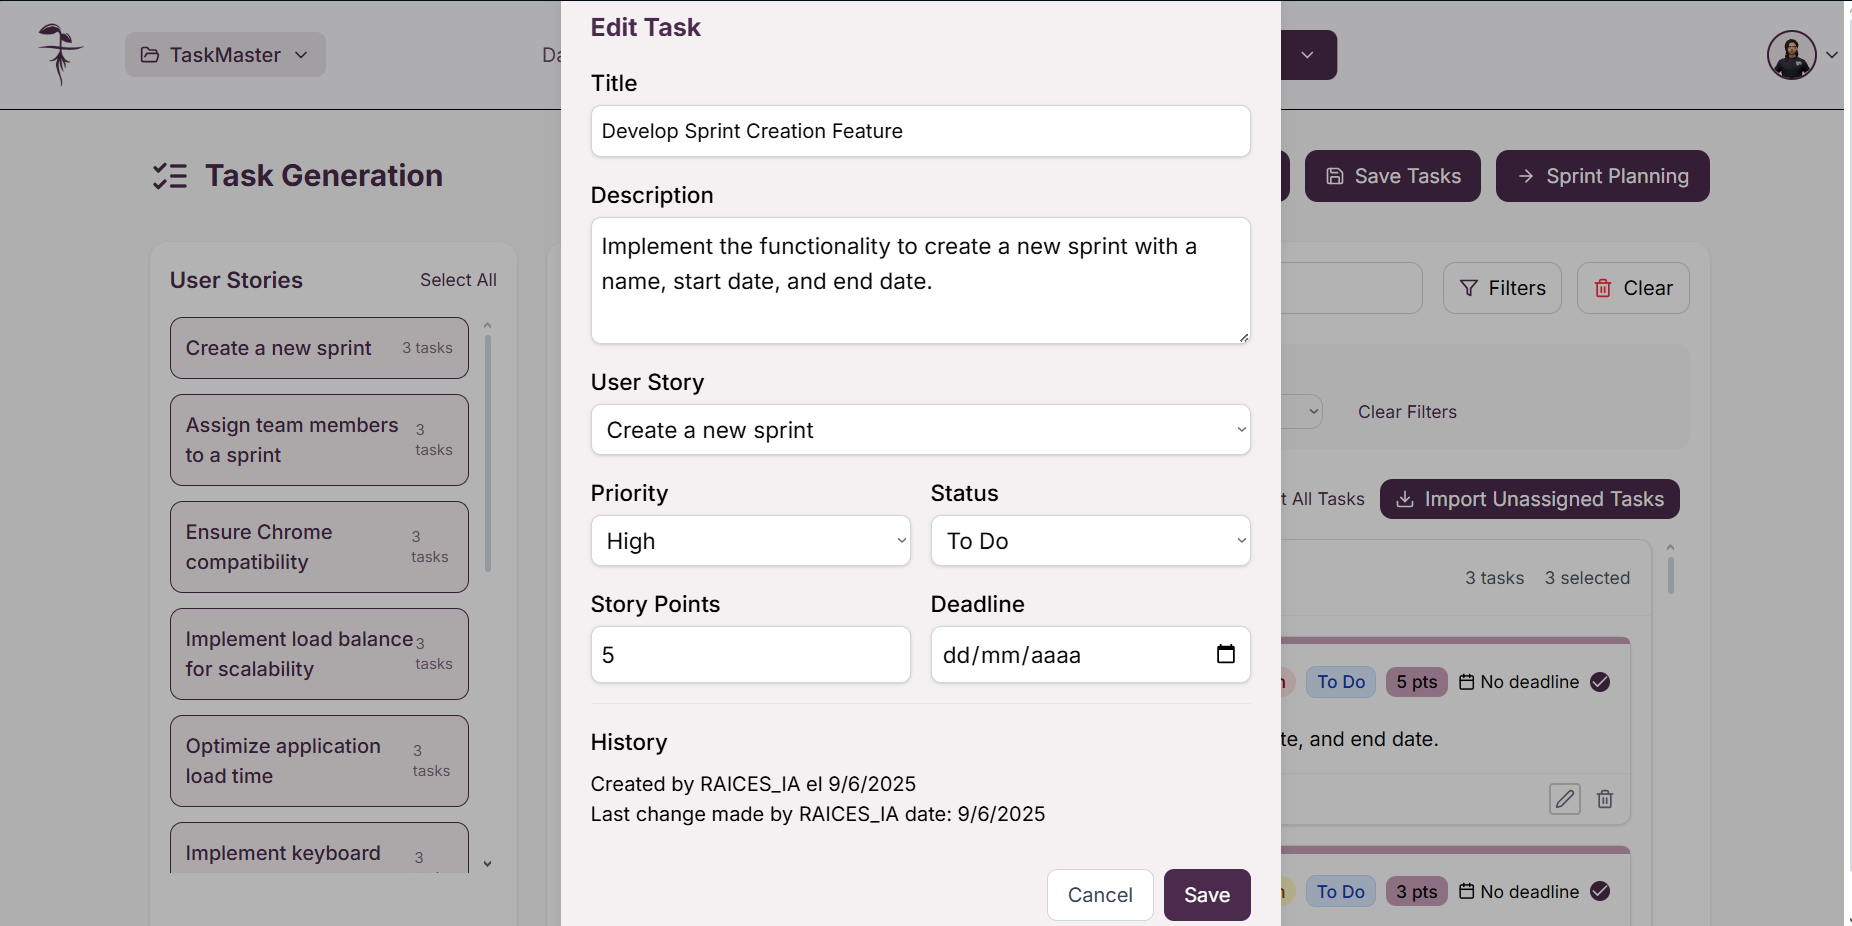 TaskMaster
Task Generation
User Stories
Select All
Create a new sprint
3 tasks
Assign team members
to a sprint
3
tasks
Ensure Chrome
compatibility
3
tasks
Implement load balance
for scalability
3
tasks
Optimize application
load time
3
tasks
Implement keyboard
3
Edit Task
Title
Develop Sprint Creation Feature
Description
Implement the functionality to create a new sprint with a
name, start date, and end date.
User Story
Create a new sprint
Priority
Status
High
To Do
Story Points
Deadline
5
dd/mm/aaaa
History
Created by RAICES_IA el 9/6/2025
Last change made by RAICES_IA date: 9/6/2025
Cancel
Save
Save Tasks
Sprint Planning
Filters
Clear
Clear Filters
All Tasks
Import Unassigned Tasks
3 tasks
3 selected
To Do
5 pts
No deadline
and end date.
To Do
3 pts
No deadline